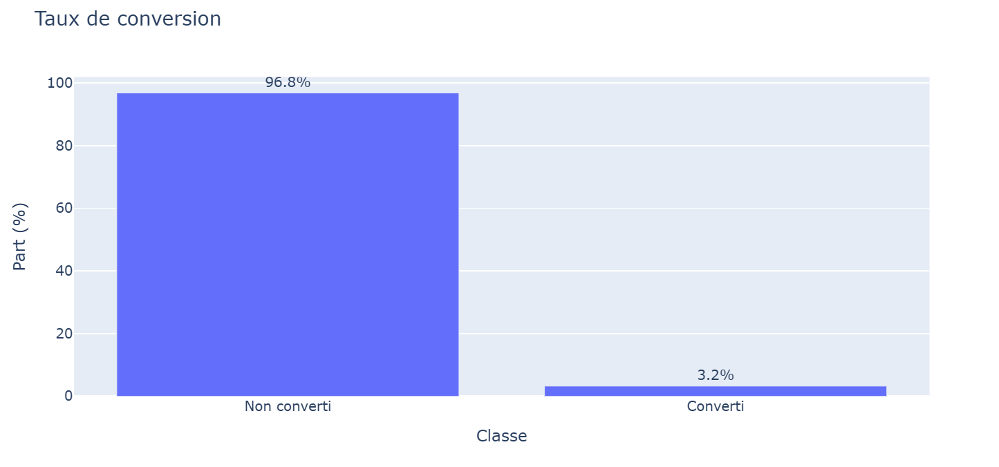 Taux de conversion
Part (%)
100
80
60
40
20
0
96.8%
3.2%
Non converti
Converti
Classe